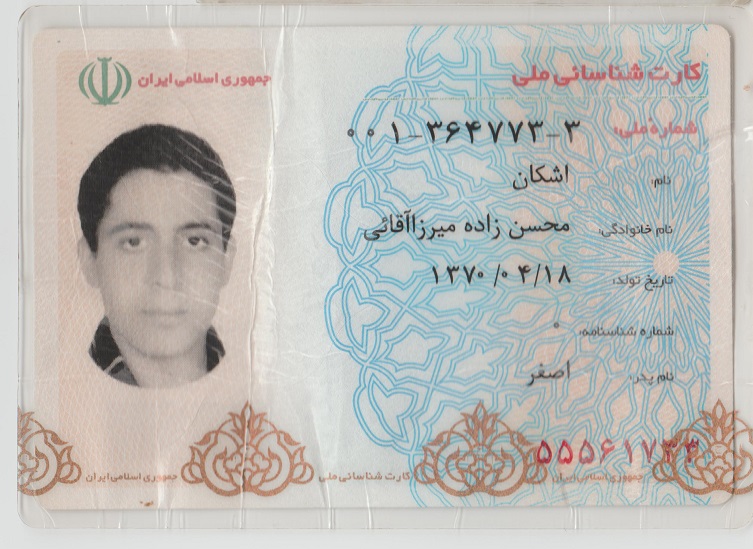 کارت شناسائی ملی
جمهوری اسلامی ایران
شماره ملی: ۰۰۱-۳۶۴۷۷۳-۳
نام: اشکان
نام خانوادگی: محسن زاده میرزاآقائی
تاریخ تولد: ۱۳۷۰/۰۴/۱۸
شماره شناسنامه: ۰
نام پدر: اصغر
۵۵۵۶۱۷۳۳
جمهوری اسلامی ایران
کارت شناسائی ملی
جمهوری اسلامی ایران